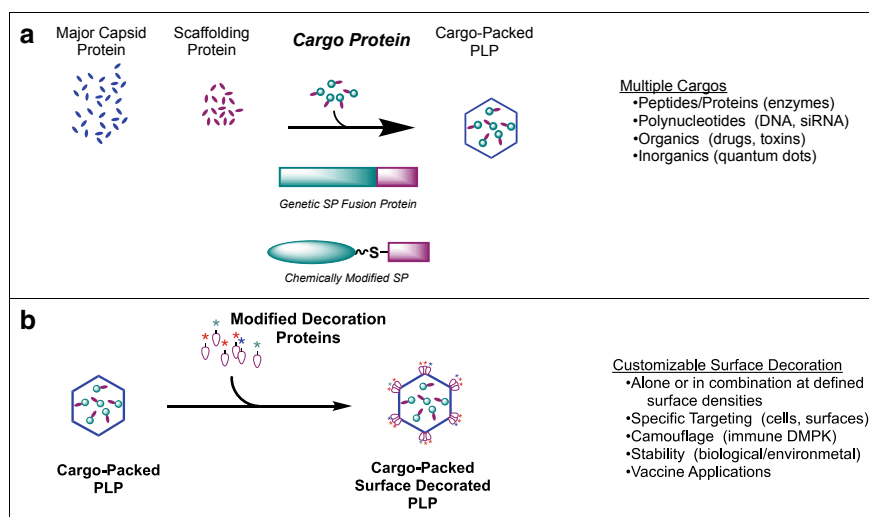 a
Major Capsid
Protein
Scaffolding
Protein
Cargo Protein
Cargo-Packed
PLP
Genetic SP Fusion Protein
S
Chemically Modified SP
Multiple Cargos
•Peptides/Proteins (enzymes)
•Polynucleotides (DNA, siRNA)
•Organics (drugs, toxins)
•Inorganics (quantum dots)
b
Modified Decoration
Proteins
Cargo-Packed
PLP
Cargo-Packed
Surface Decorated
PLP
Customizable Surface Decoration
•Alone or in combination at defined
surface densities
•Specific Targeting (cells, surfaces)
•Camouflage (immune DMPK)
•Stability (biological/environmetal)
•Vaccine Applications